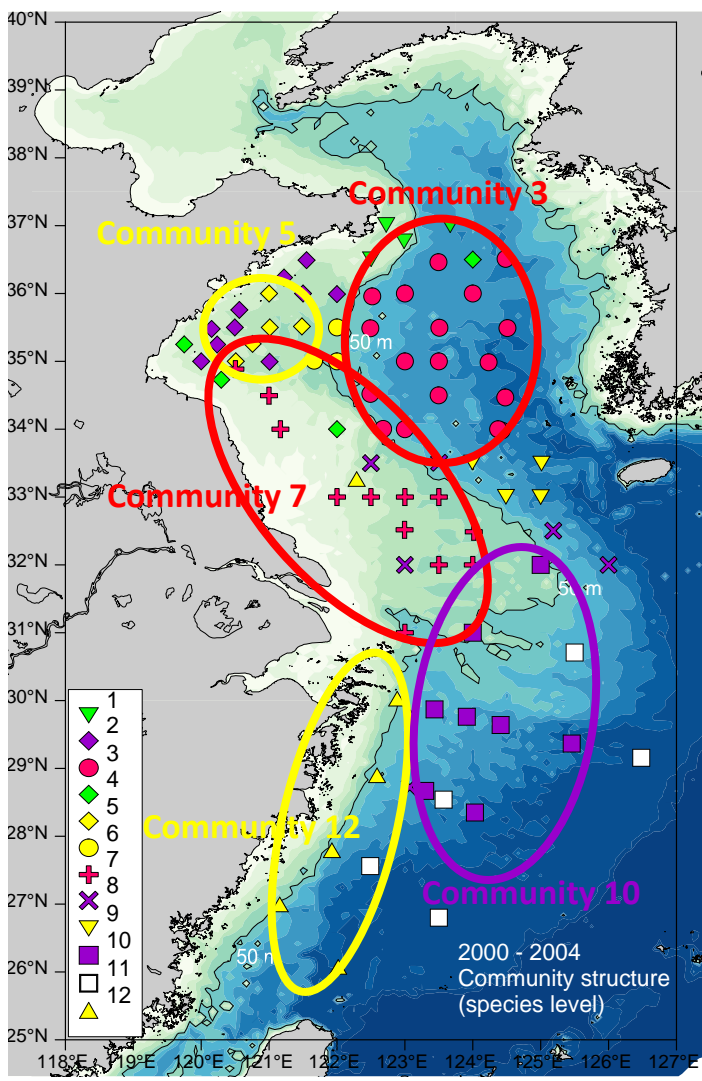 40°N
39°N
38°N
37°N
36°N
35°N
34°N
33°N
32°N
31°N
30°N
29°N
28°N
27°N
26°N
25°N
Community 3
Community 5
50 m
Community 7
50 m
Community 12
Community 10
50 m
1
2
3
4
5
6
7
8
9
10
11
12
2000 - 2004
Community structure
(species level)
118°E 119°E 120°E 121°E 122°E 123°E 124°E 125°E 126°E 127°E